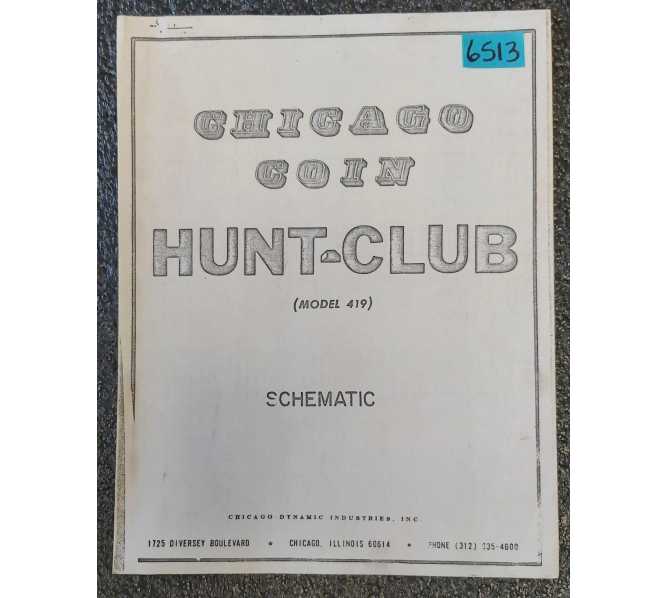 6513
CHICAGO
COIN
HUNT-CLUB
(MODEL 419)
SCHEMATIC
CHICAGO DYNAMIC INDUSTRIES, INC.
1725 DIVERSEY BOULEVARD * CHICAGO, ILLINOIS 60614 * PHONE (312) 935-4600